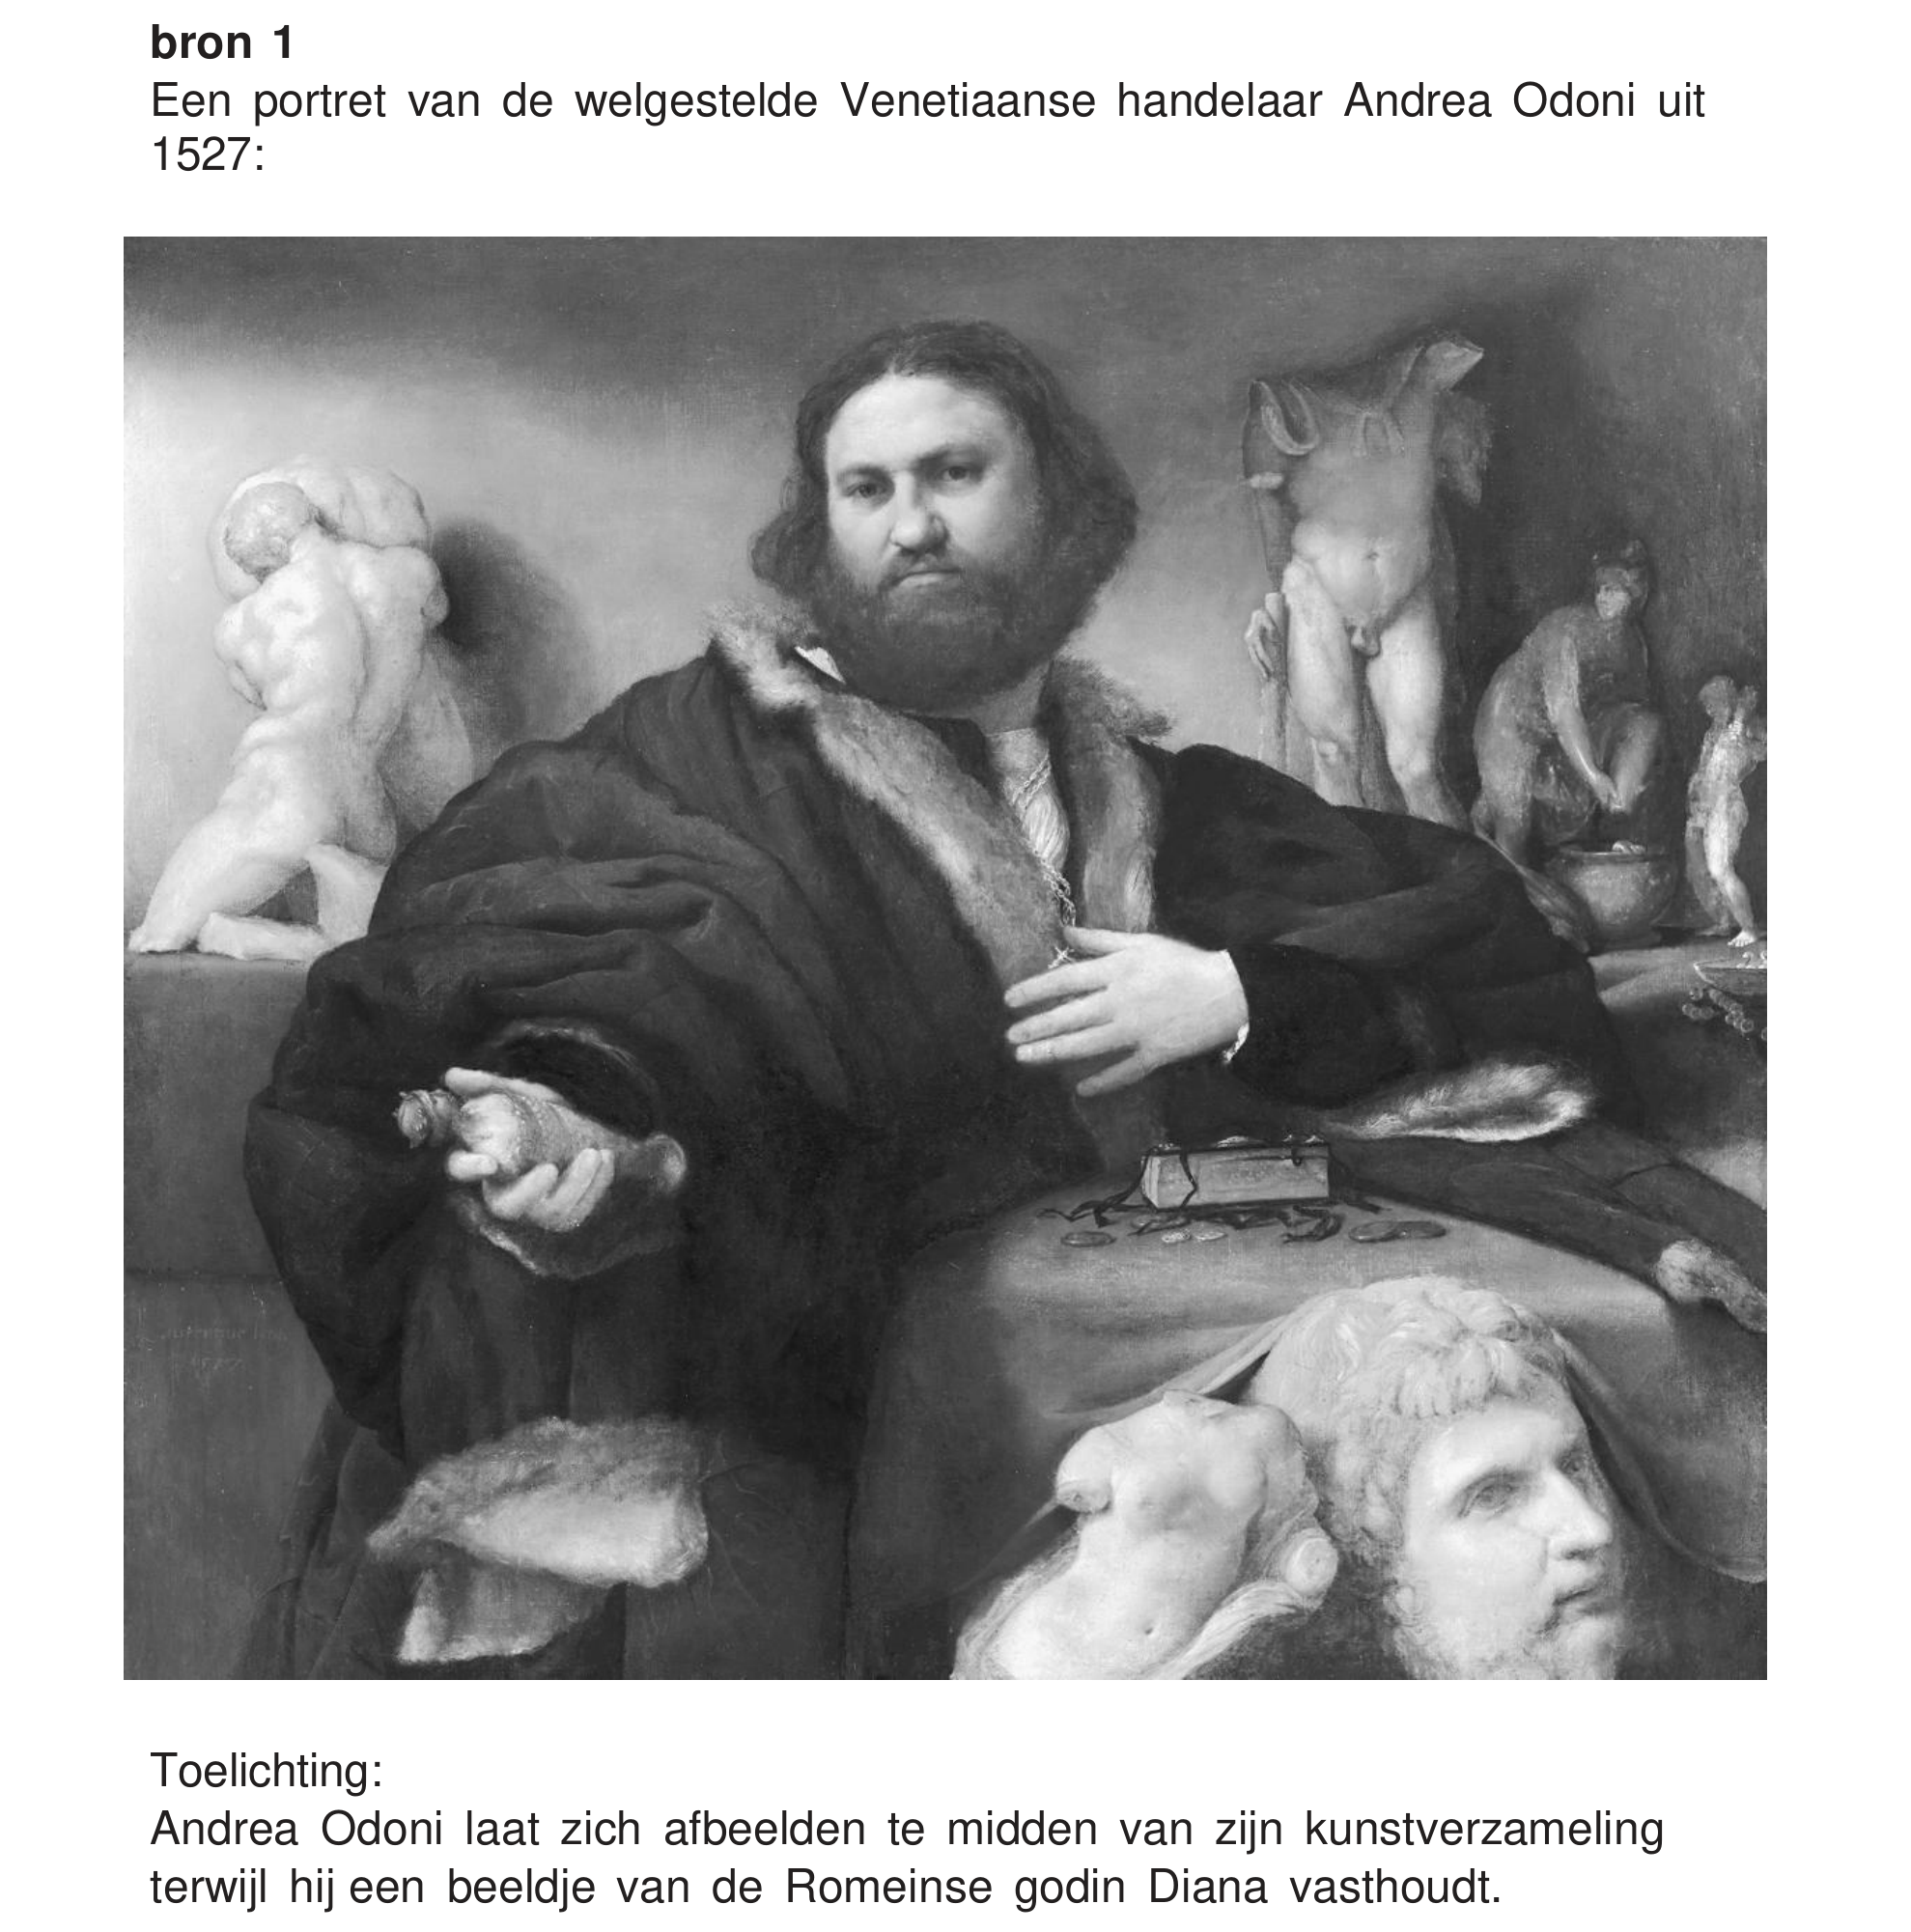 bron 1
Een portret van de welgestelde Venetiaanse handelaar Andrea Odoni uit
1527:
Toelichting:
Andrea Odoni laat zich afbeelden te midden van zijn kunstverzameling
terwijl hij een beeldje van de Romeinse godin Diana vasthoudt.